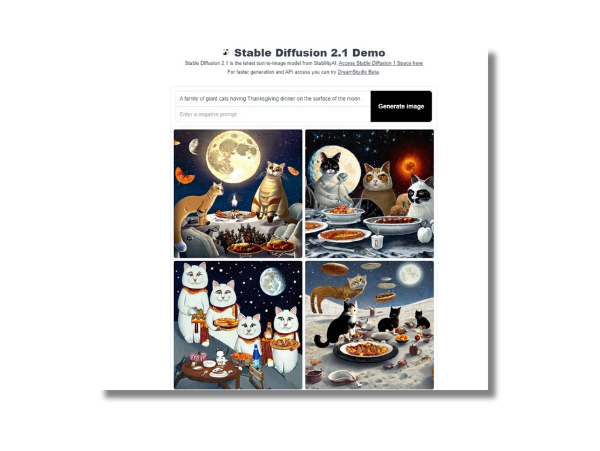 Stable Diffusion 2.1 Demo
Stable Diffusion 2.1 is the latest text-to-image model from StabilityAI. Access Stable Diffusion 1 Space here
For faster generation and API access you can try DreamStudio Beta.
A family of giant cats having Thanksgiving dinner on the surface of the moon.
Generate image
Enter a negative prompt